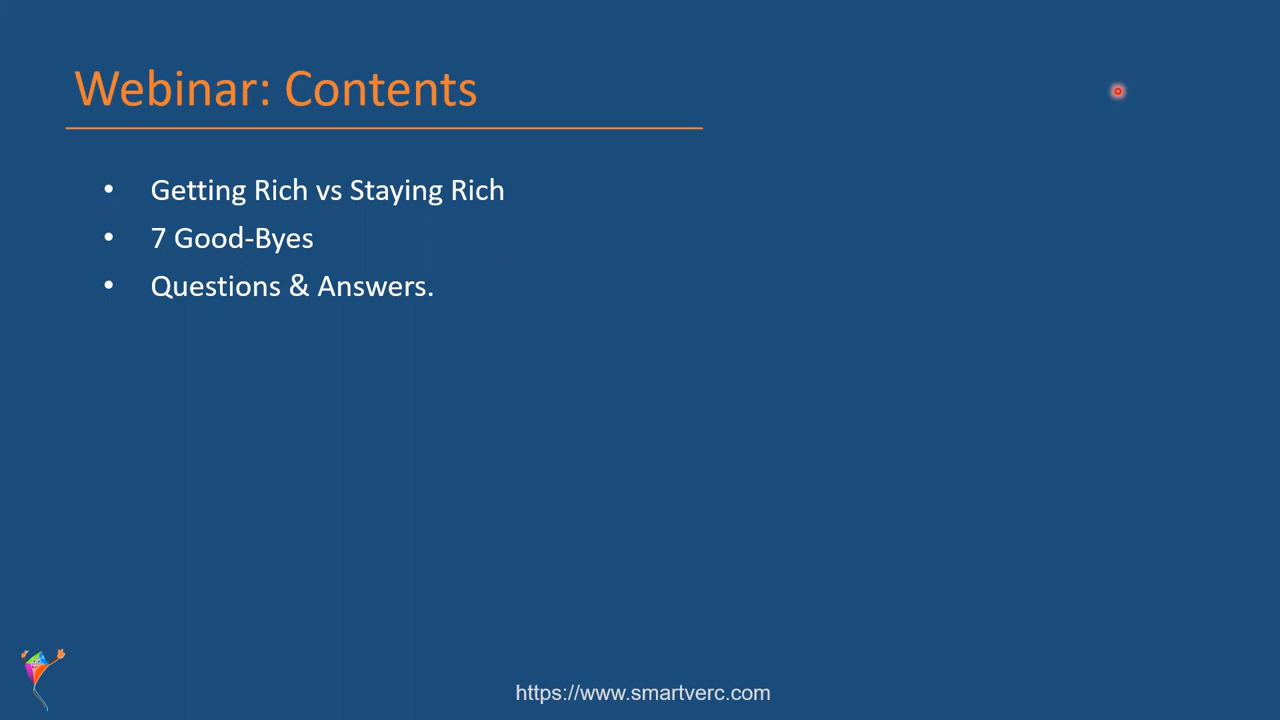 Webinar: Contents
• Getting Rich vs Staying Rich
• 7 Good-Byes
• Questions & Answers.
https://www.smartverc.com